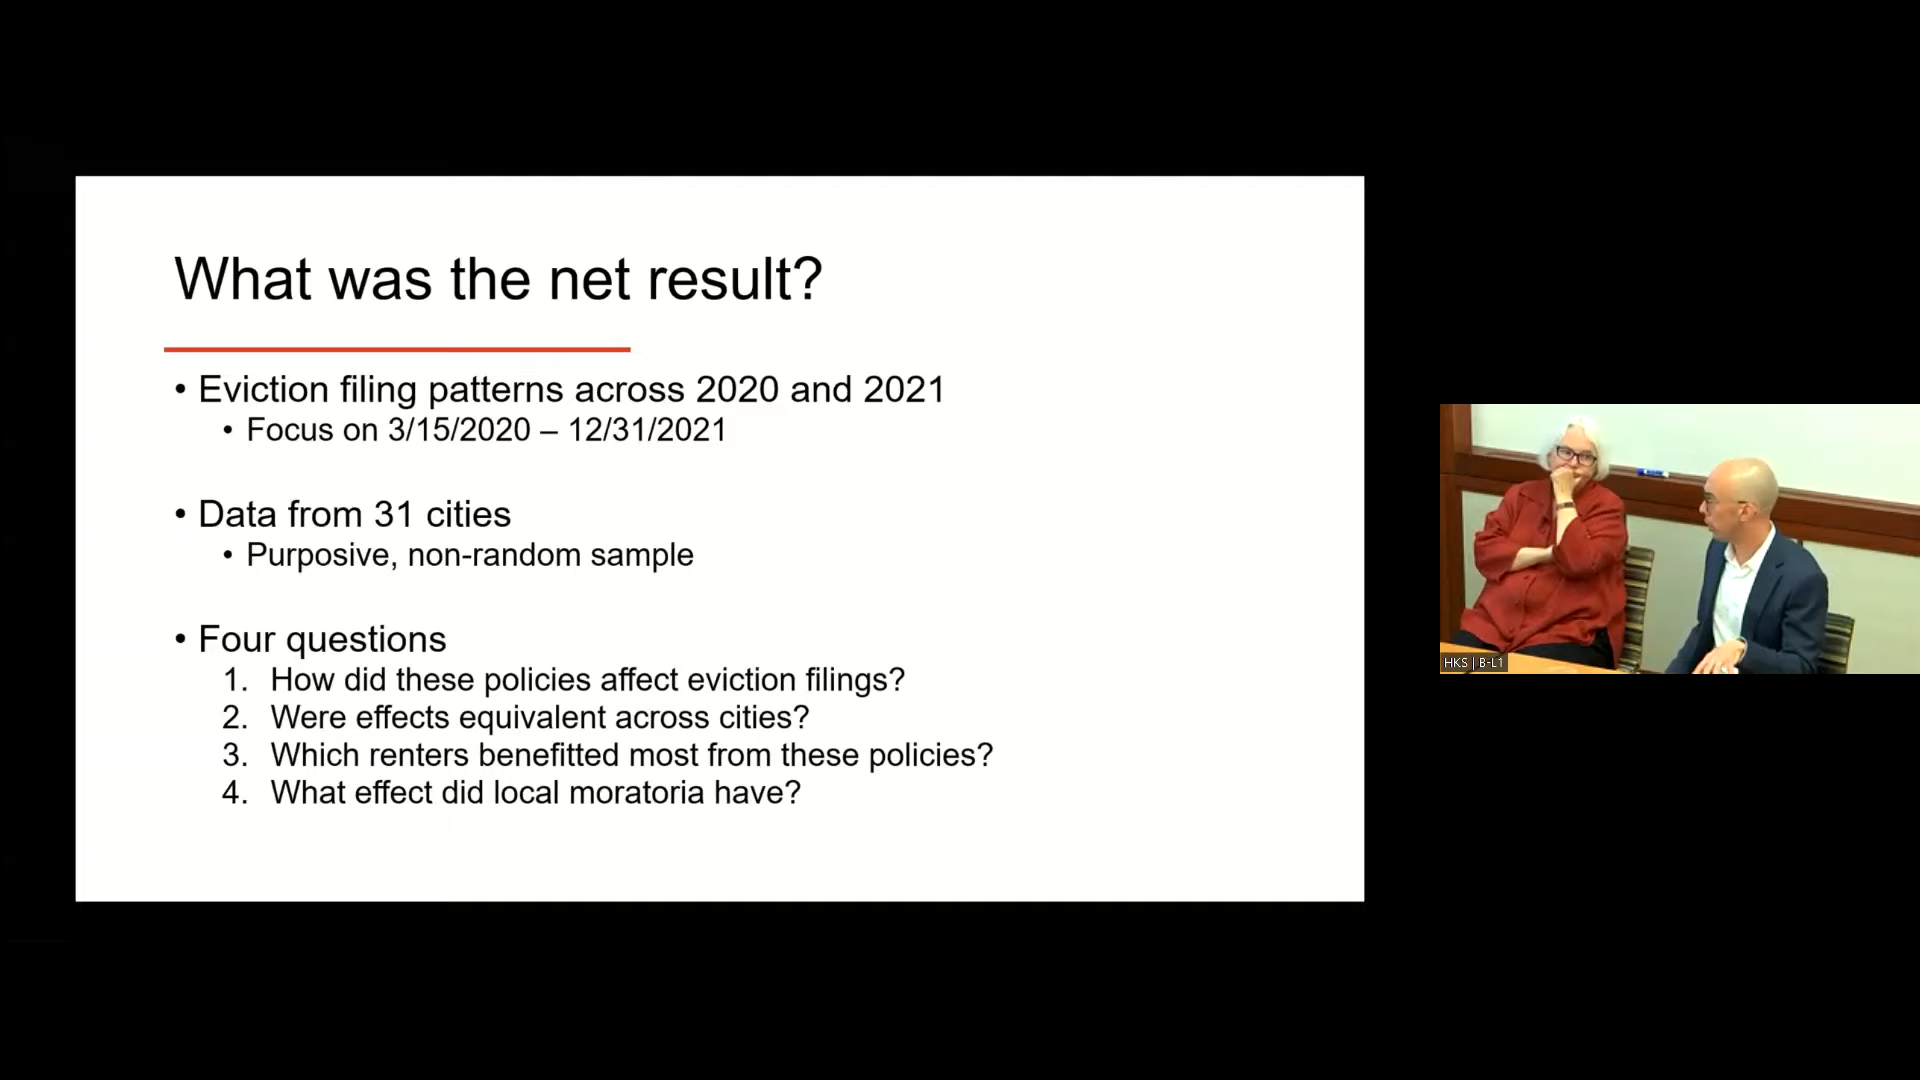 What was the net result?
• Eviction filing patterns across 2020 and 2021
• Focus on 3/15/2020 – 12/31/2021
• Data from 31 cities
• Purposive, non-random sample
• Four questions
1. How did these policies affect eviction filings?
2. Were effects equivalent across cities?
3. Which renters benefitted most from these policies?
4. What effect did local moratoria have?
HKS | B-L1